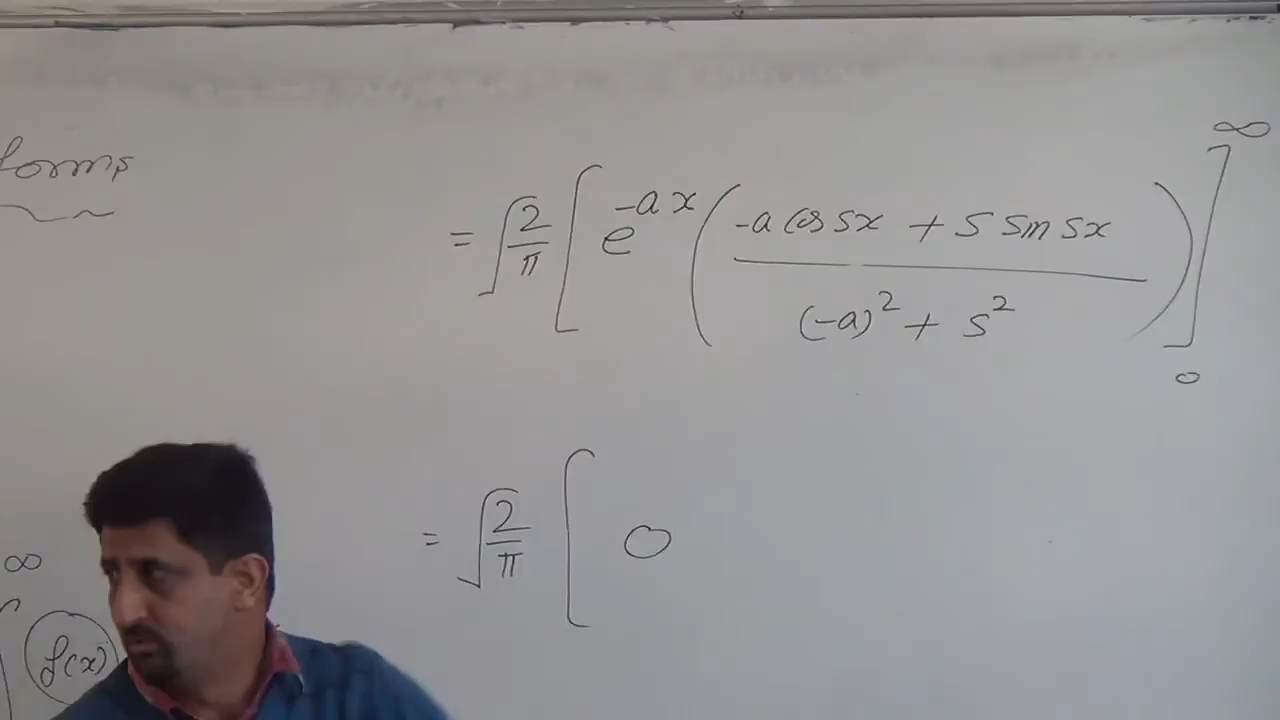 forms
= √(2/π) [ e^(-ax) ( (-a cos sx + s sin sx) / ((-a)² + s²) ) ]₀^∞
= √(2/π) [ 0
∞
f(x)